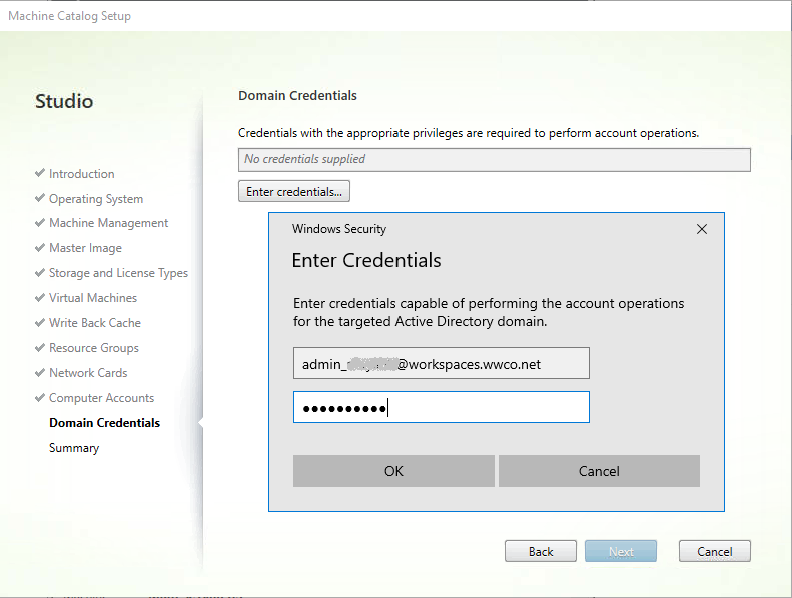 Machine Catalog Setup
Studio
Introduction
Operating System
Machine Management
Master Image
Storage and License Types
Virtual Machines
Write Back Cache
Resource Groups
Network Cards
Computer Accounts
Domain Credentials
Summary
Domain Credentials
Credentials with the appropriate privileges are required to perform account operations.
No credentials supplied
Enter credentials...
Windows Security
Enter Credentials
Enter credentials capable of performing the account operations
for the targeted Active Directory domain.
admin_ @workspaces.wwco.net
OK Cancel
Back Next Cancel